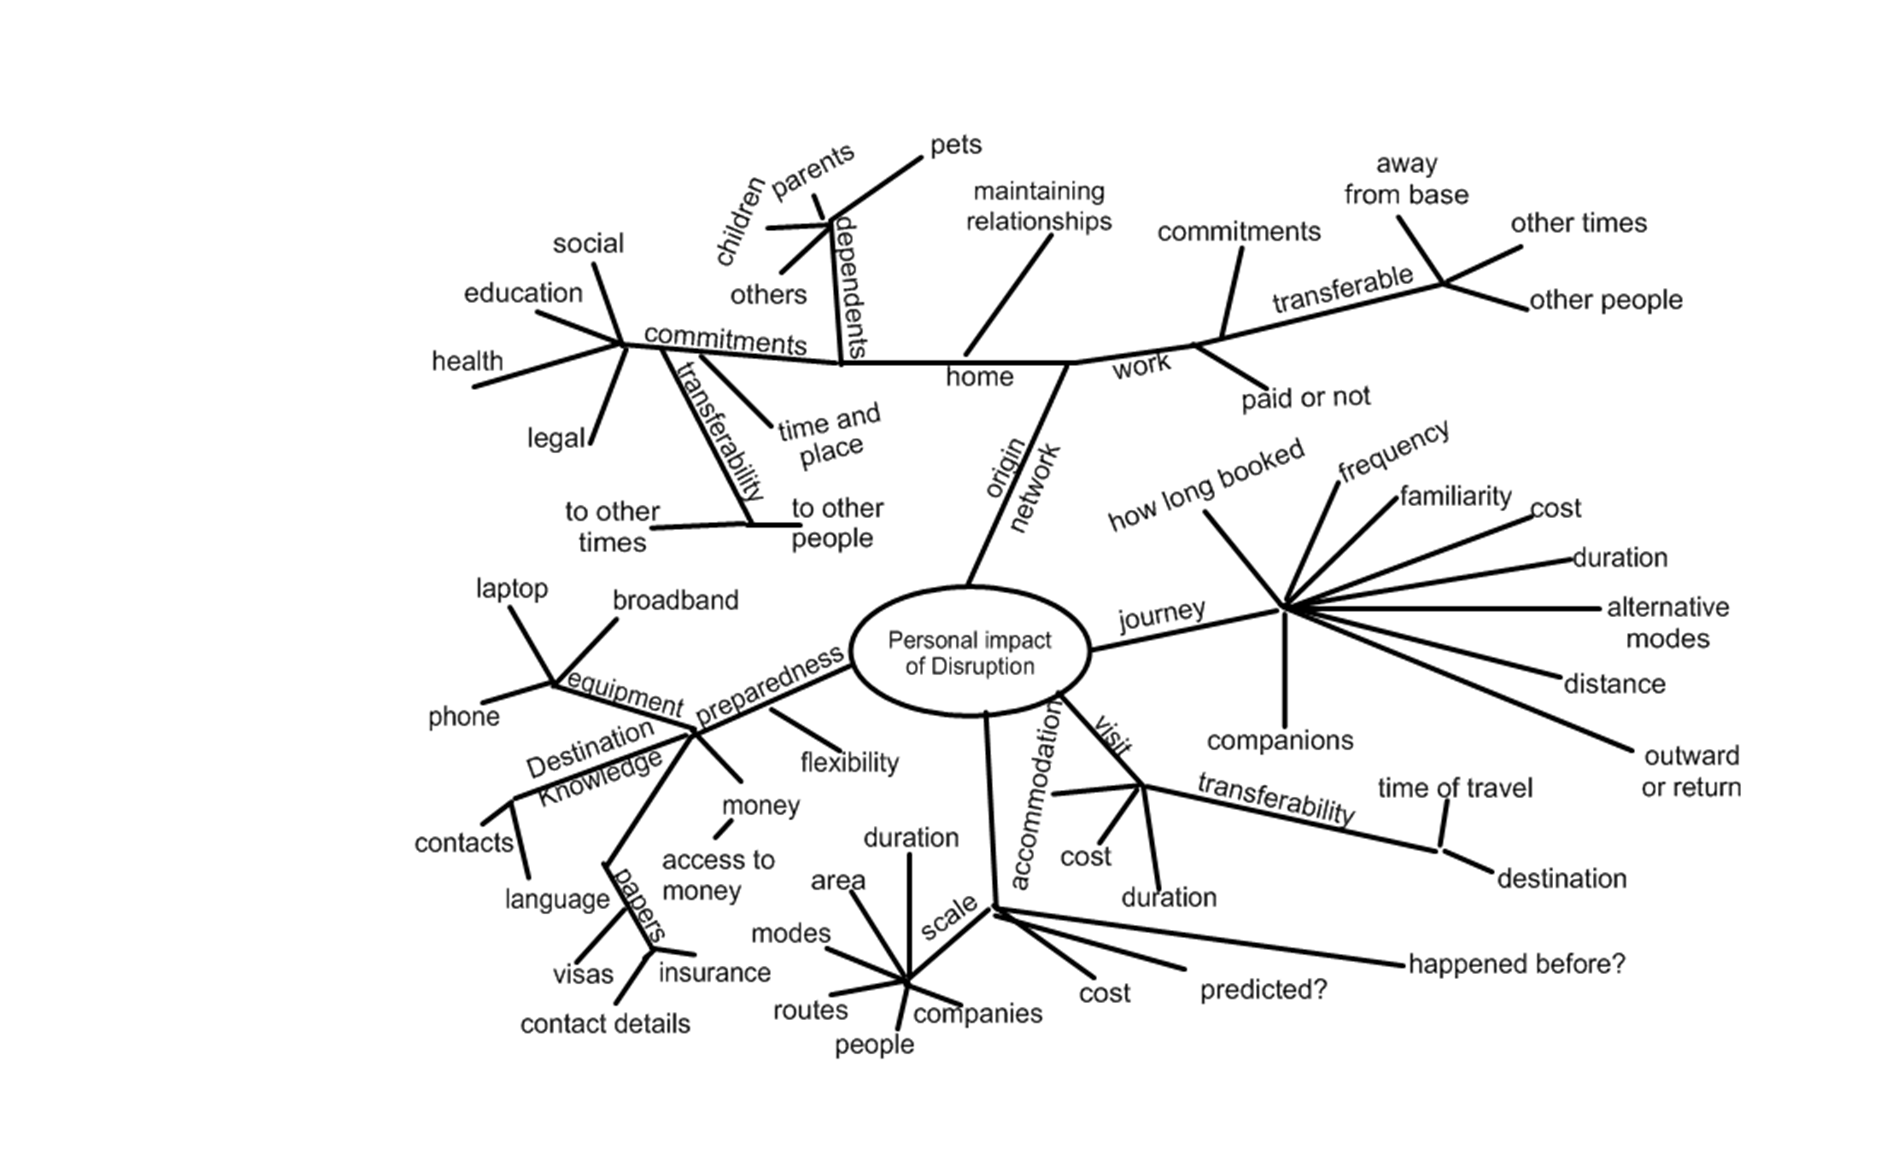 pets
parents
children
others
dependents
maintaining
relationships
away
from base
other times
other people
transferable
commitments
work
paid or not
home
social
education
health
legal
commitments
transferability
time and
place
to other
times
to other
people
origin
network
how long booked
frequency
familiarity
cost
duration
alternative
modes
distance
outward
or return
companions
journey
Personal impact
of Disruption
laptop
broadband
phone
equipment
preparedness
flexibility
Destination
Knowledge
contacts
language
money
access to
money
papers
visas
insurance
contact details
visit
accommodation
cost
duration
transferability
time of travel
destination
scale
duration
area
modes
routes
people
companies
cost
predicted?
happened before?